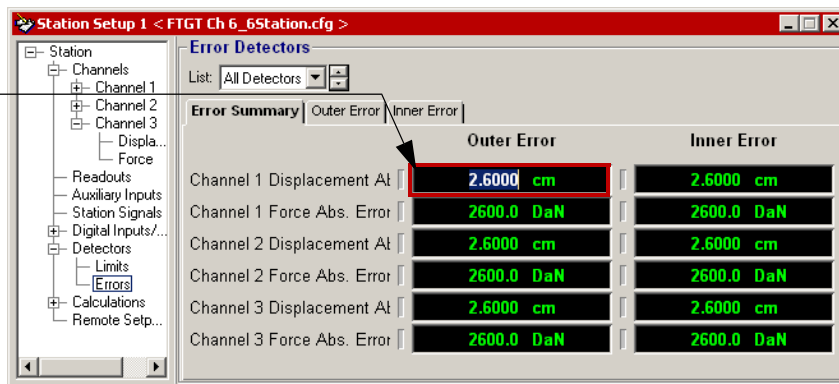 Station Setup 1 < FTGT Ch 6_6Station.cfg >
Station
Channels
Channel 1
Channel 2
Channel 3
Displa...
Force
Readouts
Auxiliary Inputs
Station Signals
Digital Inputs/...
Detectors
Limits
Errors
Calculations
Remote Setp...
Error Detectors
List: All Detectors
Error Summary Outer Error Inner Error
Outer Error Inner Error
Channel 1 Displacement Al 2.6000 cm 2.6000 cm
Channel 1 Force Abs. Error 2600.0 DaN 2600.0 DaN
Channel 2 Displacement Al 2.6000 cm 2.6000 cm
Channel 2 Force Abs. Error 2600.0 DaN 2600.0 DaN
Channel 3 Displacement Al 2.6000 cm 2.6000 cm
Channel 3 Force Abs. Error 2600.0 DaN 2600.0 DaN